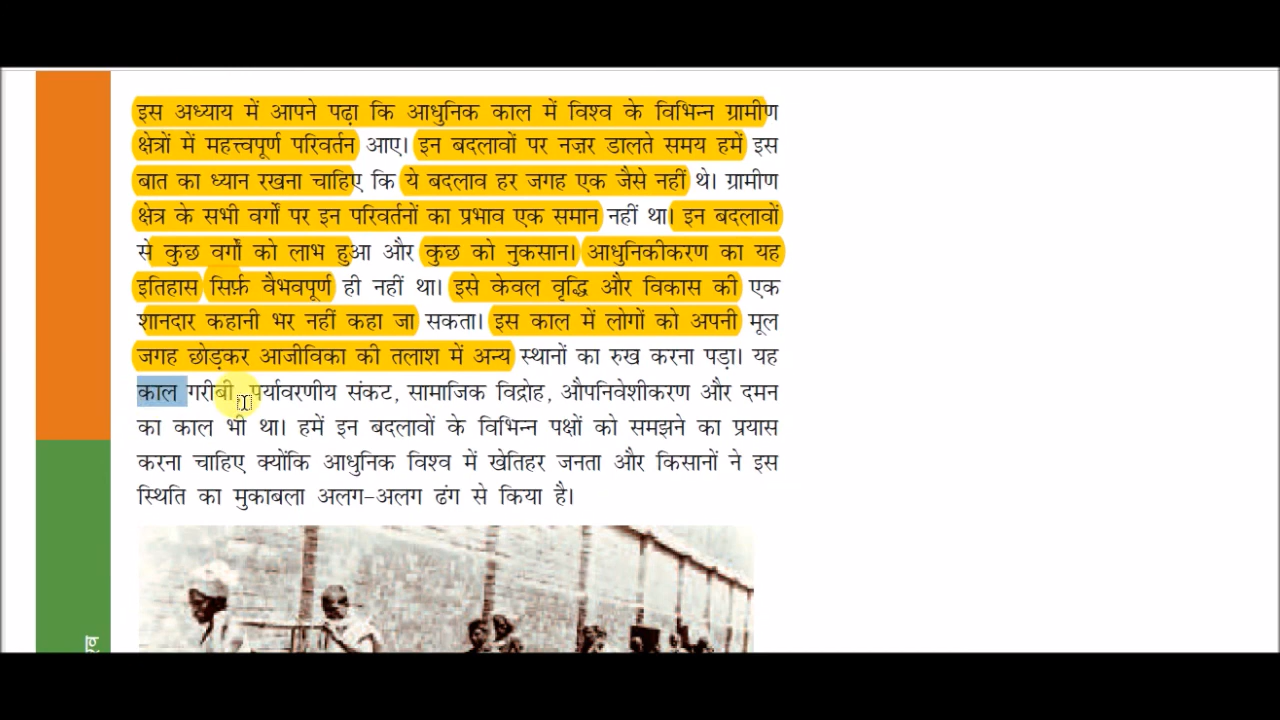 इस अध्याय में आपने पढ़ा कि आधुनिक काल में विश्व के विभिन्न ग्रामीण
क्षेत्रों में महत्त्वपूर्ण परिवर्तन आए। इन बदलावों पर नज़र डालते समय हमें इस
बात का ध्यान रखना चाहिए कि ये बदलाव हर जगह एक जैसे नहीं थे। ग्रामीण
क्षेत्र के सभी वर्गों पर इन परिवर्तनों का प्रभाव एक समान नहीं था। इन बदलावों
से कुछ वर्गों को लाभ हुआ और कुछ को नुकसान। आधुनिकीकरण का यह
इतिहास सिर्फ़ वैभवपूर्ण ही नहीं था। इसे केवल वृद्धि और विकास की एक
शानदार कहानी भर नहीं कहा जा सकता। इस काल में लोगों को अपनी मूल
जगह छोड़कर आजीविका की तलाश में अन्य स्थानों का रुख करना पड़ा। यह
काल गरीबी, पर्यावरणीय संकट, सामाजिक विद्रोह, औपनिवेशीकरण और दमन
का काल भी था। हमें इन बदलावों के विभिन्न पक्षों को समझने का प्रयास
करना चाहिए क्योंकि आधुनिक विश्व में खेतिहर जनता और किसानों ने इस
स्थिति का मुकाबला अलग-अलग ढंग से किया है।